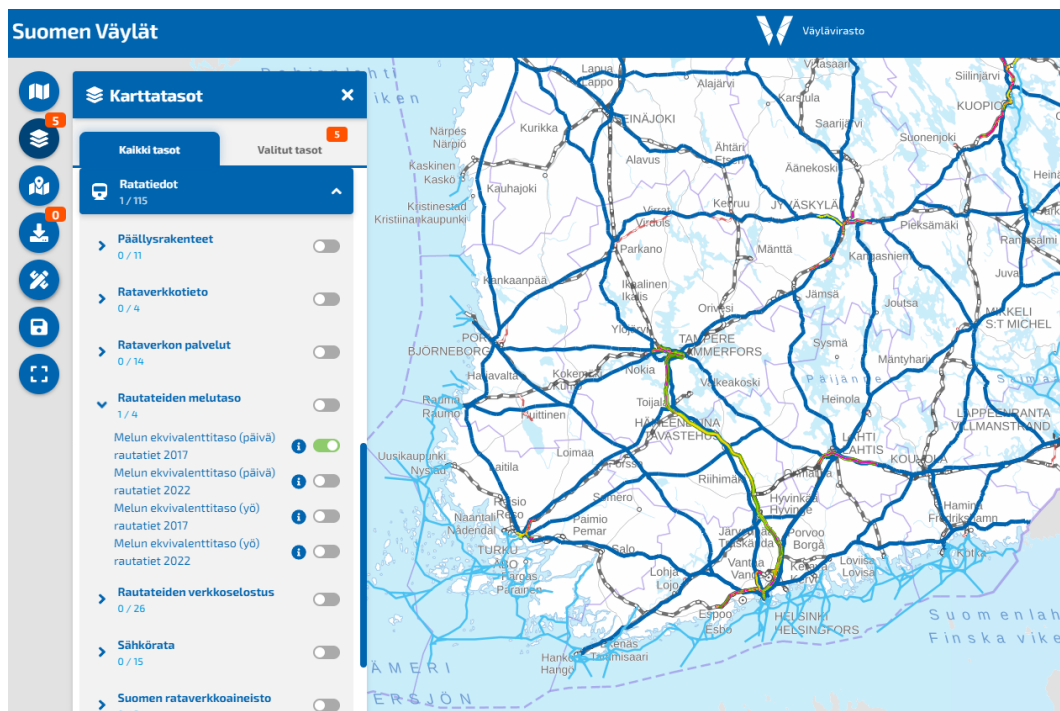 Suomen Väylät
Väylävirasto
5
0
Karttatasot
Kaikki tasot
Valitut tasot
5
Ratatiedot
1 / 115
Päällysrakenteet
0 / 11
Rataverkkotieto
0 / 4
Rataverkon palvelut
0 / 14
Rautateiden melutaso
1 / 4
Melun ekvivalenttitaso (päivä)
rautatiet 2017
Melun ekvivalenttitaso (päivä)
rautatiet 2022
Melun ekvivalenttitaso (yö)
rautatiet 2017
Melun ekvivalenttitaso (yö)
rautatiet 2022
Rautateiden verkkoselostus
0 / 26
Sähkörata
0 / 15
Suomen rataverkkoaineisto
Lapua
Lappo
Alajärvi
Karstula
Siilinjärvi
KUOPIO
Närpes
Närpiö
Kurikka
SEINÄJOKI
Saarijärvi
Suonenjoki
Kaskinen
Kaskö
Alavus
Ähtäri
Etseri
Äänekoski
Kauhajoki
Kristinestad
Kristiinankaupunki
Virrat
Virdois
Keuruu
JYVÄSKYLÄ
Pieksämäki
Parkano
Mänttä
Kangasniemi
Kankaanpää
Ikaalinen
Ikalis
Jämsä
Joutsa
Juva
Orivesi
MIKKELI
S:T MICHEL
Ylöjärvi
PORI
BJÖRNEBORG
TAMPERE
TAMMERFORS
Sysmä
Mäntyharju
Nokia
Harjavalta
Kokemäki
Kumo
Valkeakoski
Päijänne
Saimaa
Rauma
Raumo
Toijala
Heinola
Huittinen
HÄMEENLINNA
TAVASTEHUS
LAPPEENRANTA
VILLMANSTRAND
Uusikaupunki
Nystad
Loimaa
Forssa
LAHTI
LAHTIS
KOUVOLA
Laitila
Riihimäki
Orimattila
Raisio
Reso
Somero
Hyvinkää
Hyvinge
Hamina
Fredrikshamn
Naantali
Nådendal
Paimio
Pemar
Järvenpää
Träskända
Porvoo
Borgå
TURKU
ÅBO
Salo
Vantaa
Vanda
Kerava
Kervo
Loviisa
Lovisa
Kotka
Pargas
Parainen
Lohja
Lojo
Espoo
Esbo
HELSINKI
HELSINGFORS
Ekenäs
Tammisaari
Hanko
Hangö
Suomenlah
Finska vike